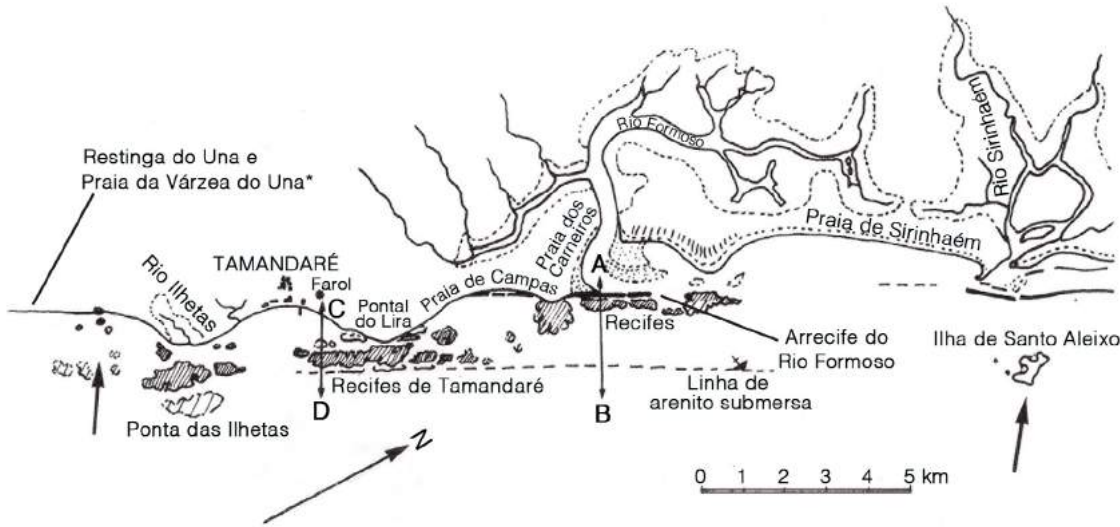 Restinga do Una e
Praia da Várzea do Una*
Rio Ilhetas
TAMANDARÉ
Farol
C
Pontal
do Lira
Praia de Campas
Praia dos
Carneiros
Rio Formoso
Rio Sirinhaém
Praia de Sirinhaém
A
Recifes
Arrecife do
Rio Formoso
Ilha de Santo Aleixo
Recifes de Tamandaré
Linha de
arenito submersa
D
B
Ponta das Ilhetas
N
0 1 2 3 4 5 km